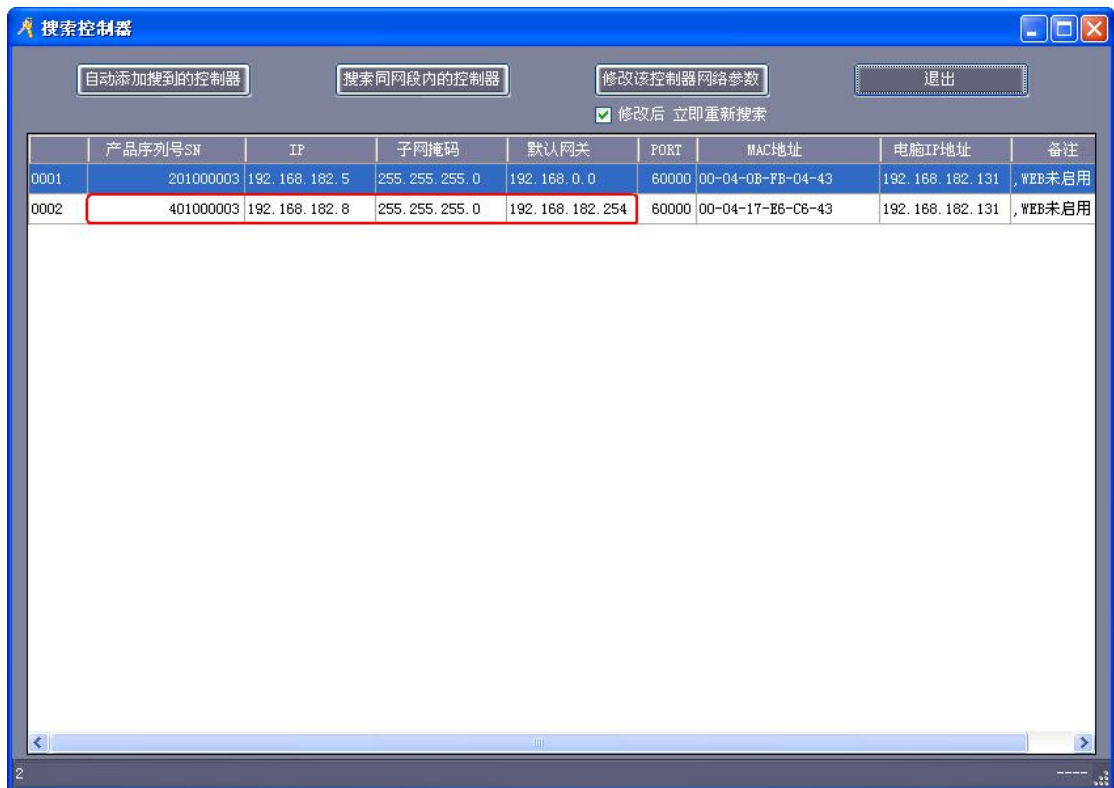 搜索控制器
自动添加搜到的控制器 搜索同网段内的控制器 修改该控制器网络参数 退出
修改后 立即重新搜索
产品序列号SN IP 子网掩码 默认网关 PORT MAC地址 电脑IP地址 备注
0001 201000003 192.168.182.5 255.255.255.0 192.168.0.0 60000 00-04-0B-FB-04-43 192.168.182.131 ,WEB未启用
0002 401000003 192.168.182.8 255.255.255.0 192.168.182.254 60000 00-04-17-E6-C6-43 192.168.182.131 ,WEB未启用
2 ----